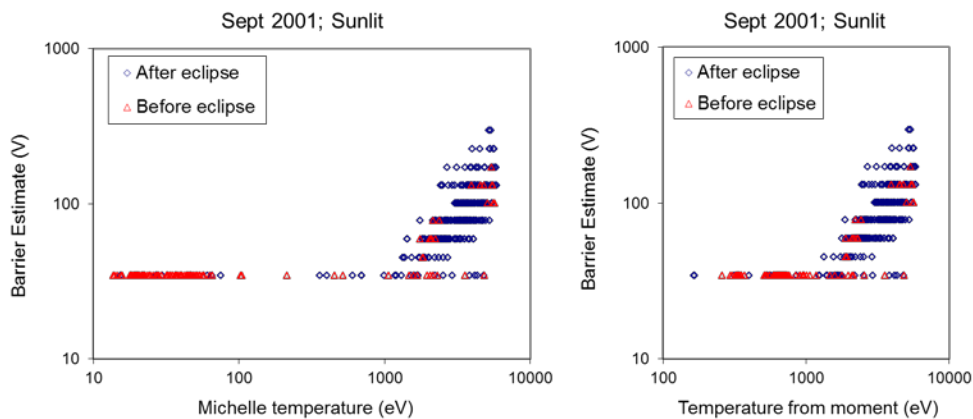 Sept 2001; Sunlit
1000
After eclipse
Before eclipse
Barrier Estimate (V)
100
10
10
100
1000
10000
Michelle temperature (eV)
Sept 2001; Sunlit
1000
After eclipse
Before eclipse
Barrier Estimate (V)
100
10
100
1000
10000
Temperature from moment (eV)